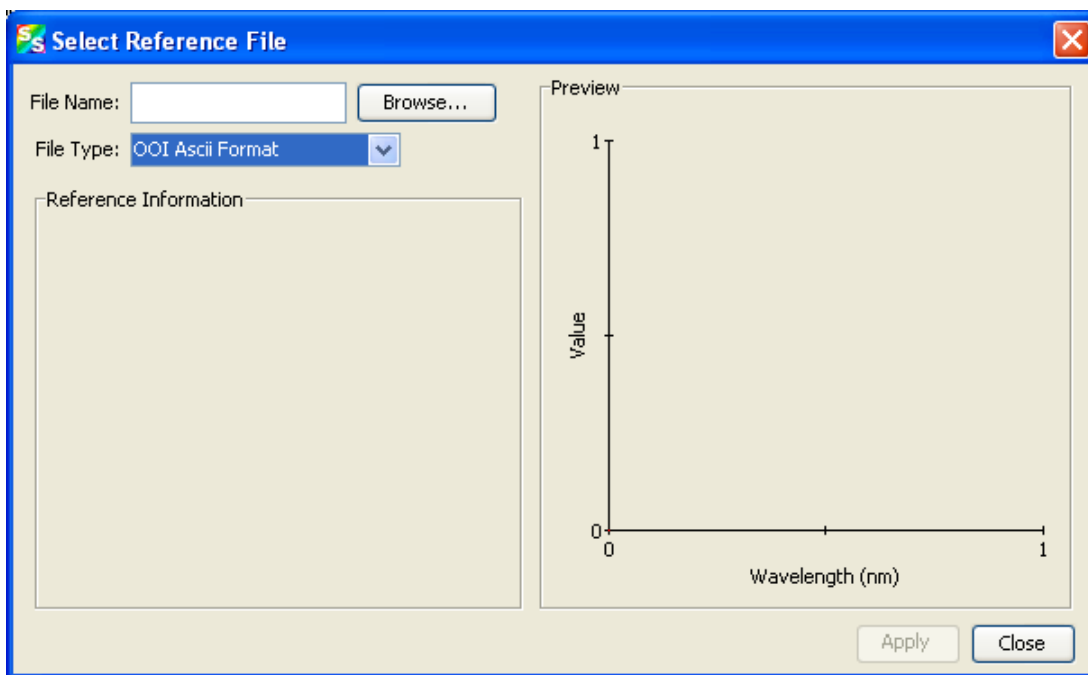 Select Reference File
File Name:
Browse...
File Type: OOI Ascii Format
Reference Information
Preview
1
Value
0
0
1
Wavelength (nm)
Apply
Close